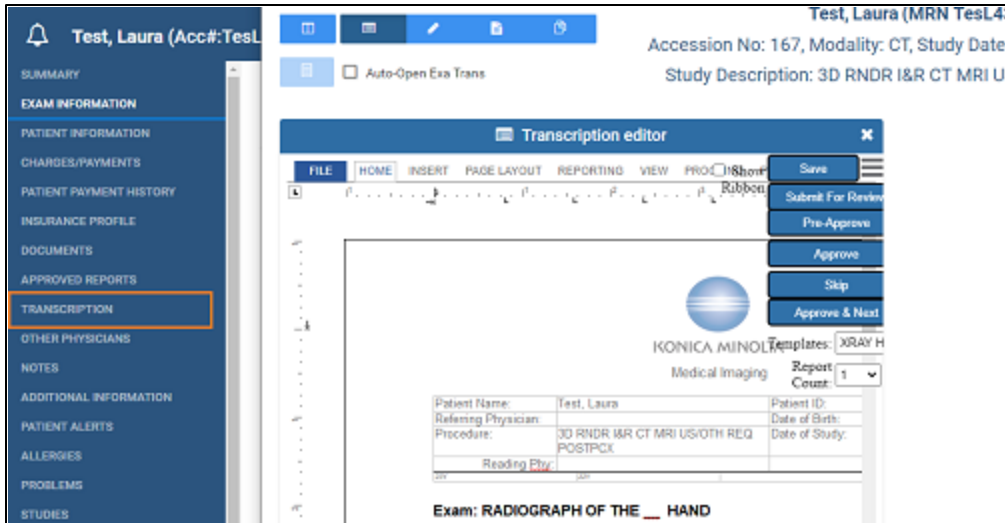 Test, Laura (Acc#:TesL
SUMMARY
EXAM INFORMATION
PATIENT INFORMATION
CHARGES/PAYMENTS
PATIENT PAYMENT HISTORY
INSURANCE PROFILE
DOCUMENTS
APPROVED REPORTS
TRANSCRIPTION
OTHER PHYSICIANS
NOTES
ADDITIONAL INFORMATION
PATIENT ALERTS
ALLERGIES
PROBLEMS
STUDIES
Auto-Open Exa Trans
Test, Laura (MRN TesL4
Accession No: 167, Modality: CT, Study Date
Study Description: 3D RNDR I&R CT MRI U
Transcription editor
FILE HOME INSERT PAGE LAYOUT REPORTING VIEW Show
Ribbon
Save
Submit For Review
Pre-Approve
Approve
Skip
Approve & Next
Templates: XRAY H
Report
Count: 1
KONICA MINOLTA
Medical Imaging
Patient Name: Test, Laura Patient ID:
Referring Physician: Date of Birth:
Procedure: 3D RNDR I&R CT MRI US/OTH REQ Date of Study:
POSTPCX
Reading Phy:
Exam: RADIOGRAPH OF THE __ HAND